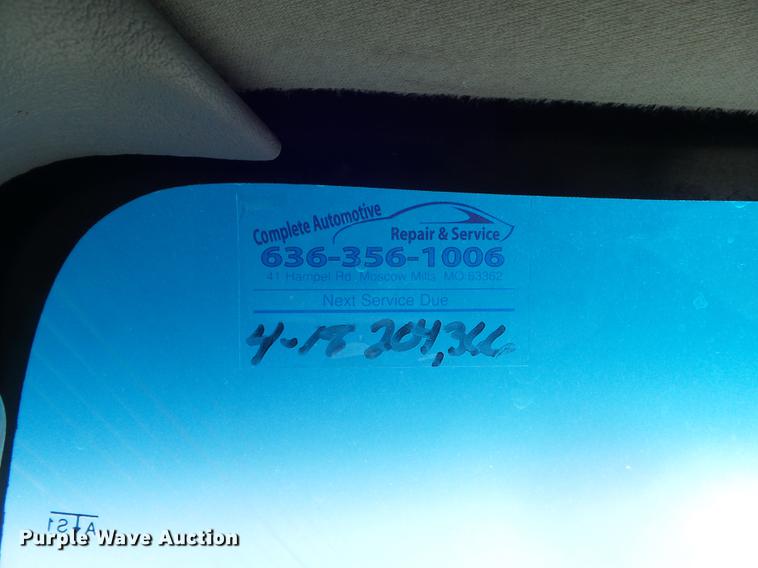 Complete Automotive
Repair & Service
636-356-1006
41 Hampel Rd. Moscow Mills, MO 63362
Next Service Due
4-18 204,366
AS1
Purple Wave Auction